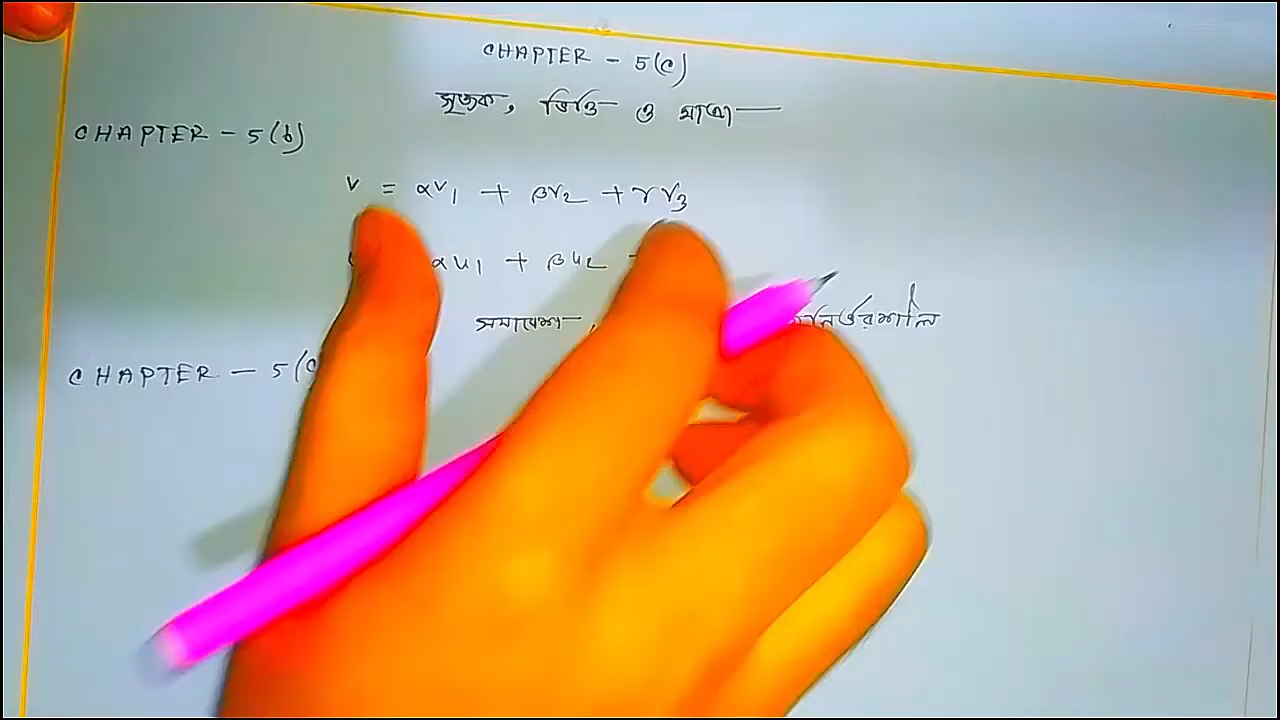 CHAPTER - 5(c)
সূত্রক, ভিত্তি ও মাত্রা
CHAPTER - 5(b)
v = αv₁ + βv₂ + γv₃
αu₁ + βu₂
সমাবেশ,
CHAPTER - 5(c